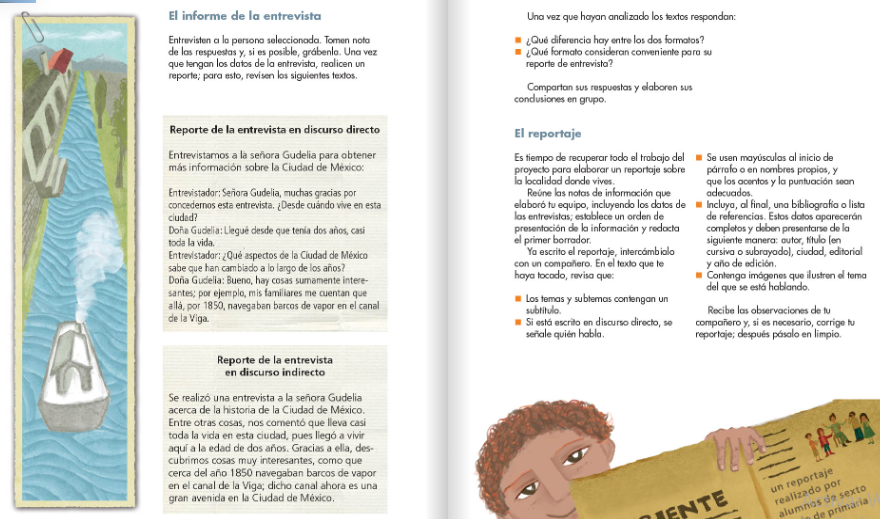 El informe de la entrevista
Entrevisten a la persona seleccionada. Tomen nota
de las respuestas y, si es posible, grábenla. Una vez
que tengan los datos de la entrevista, realicen un
reporte; para esto, revisen los siguientes textos.
Reporte de la entrevista en discurso directo
Entrevistamos a la señora Gudelia para obtener
más información sobre la Ciudad de México:
Entrevistador: Señora Gudelia, muchas gracias por
concedernos esta entrevista. ¿Desde cuándo vive en esta
ciudad?
Doña Gudelia: Llegué desde que tenía dos años, casi
toda la vida.
Entrevistador: ¿Qué aspectos de la Ciudad de México
sabe que han cambiado a lo largo de los años?
Doña Gudelia: Bueno, hay cosas sumamente intere-
santes; por ejemplo, mis familiares me cuentan que
allá, por 1850, navegaban barcos de vapor en el canal
de la Viga.
Reporte de la entrevista
en discurso indirecto
Se realizó una entrevista a la señora Gudelia
acerca de la historia de la Ciudad de México.
Entre otras cosas, nos comentó que lleva casi
toda la vida en esta ciudad, pues llegó a vivir
aquí a la edad de dos años. Gracias a ella, des-
cubrimos cosas muy interesantes, como que
cerca del año 1850 navegaban barcos de vapor
en el canal de la Viga; dicho canal ahora es una
gran avenida en la Ciudad de México.
Una vez que hayan analizado los textos respondan:
¿Qué diferencia hay entre los dos formatos?
¿Qué formato consideran conveniente para su
reporte de entrevista?
Compartan sus respuestas y elaboren sus
conclusiones en grupo.
El reportaje
Es tiempo de recuperar todo el trabajo del
proyecto para elaborar un reportaje sobre
la localidad donde vives.
Reúne las notas de información que
elaboró tu equipo, incluyendo los datos de
las entrevistas; establece un orden de
presentación de la información y redacta
el primer borrador.
Ya escrito el reportaje, intercámbialo
con un compañero. En el texto que te
haya tocado, revisa que:
Los temas y subtemas contengan un
subtítulo.
Si está escrito en discurso directo, se
señale quién habla.
Se usen mayúsculas al inicio de
párrafo o en nombres propios, y
que los acentos y la puntuación sean
adecuados.
Incluya, al final, una bibliografía o lista
de referencias. Estos datos aparecerán
completos y deben presentarse de la
siguiente manera: autor, título (en
cursiva o subrayado), ciudad, editorial
y año de edición.
Contenga imágenes que ilustren el tema
del que se está hablando.
Recibe las observaciones de tu
compañero y, si es necesario, corrige tu
reportaje; después pásalo en limpio.
un reportaje
realizado por
alumnos de sexto
de primaria